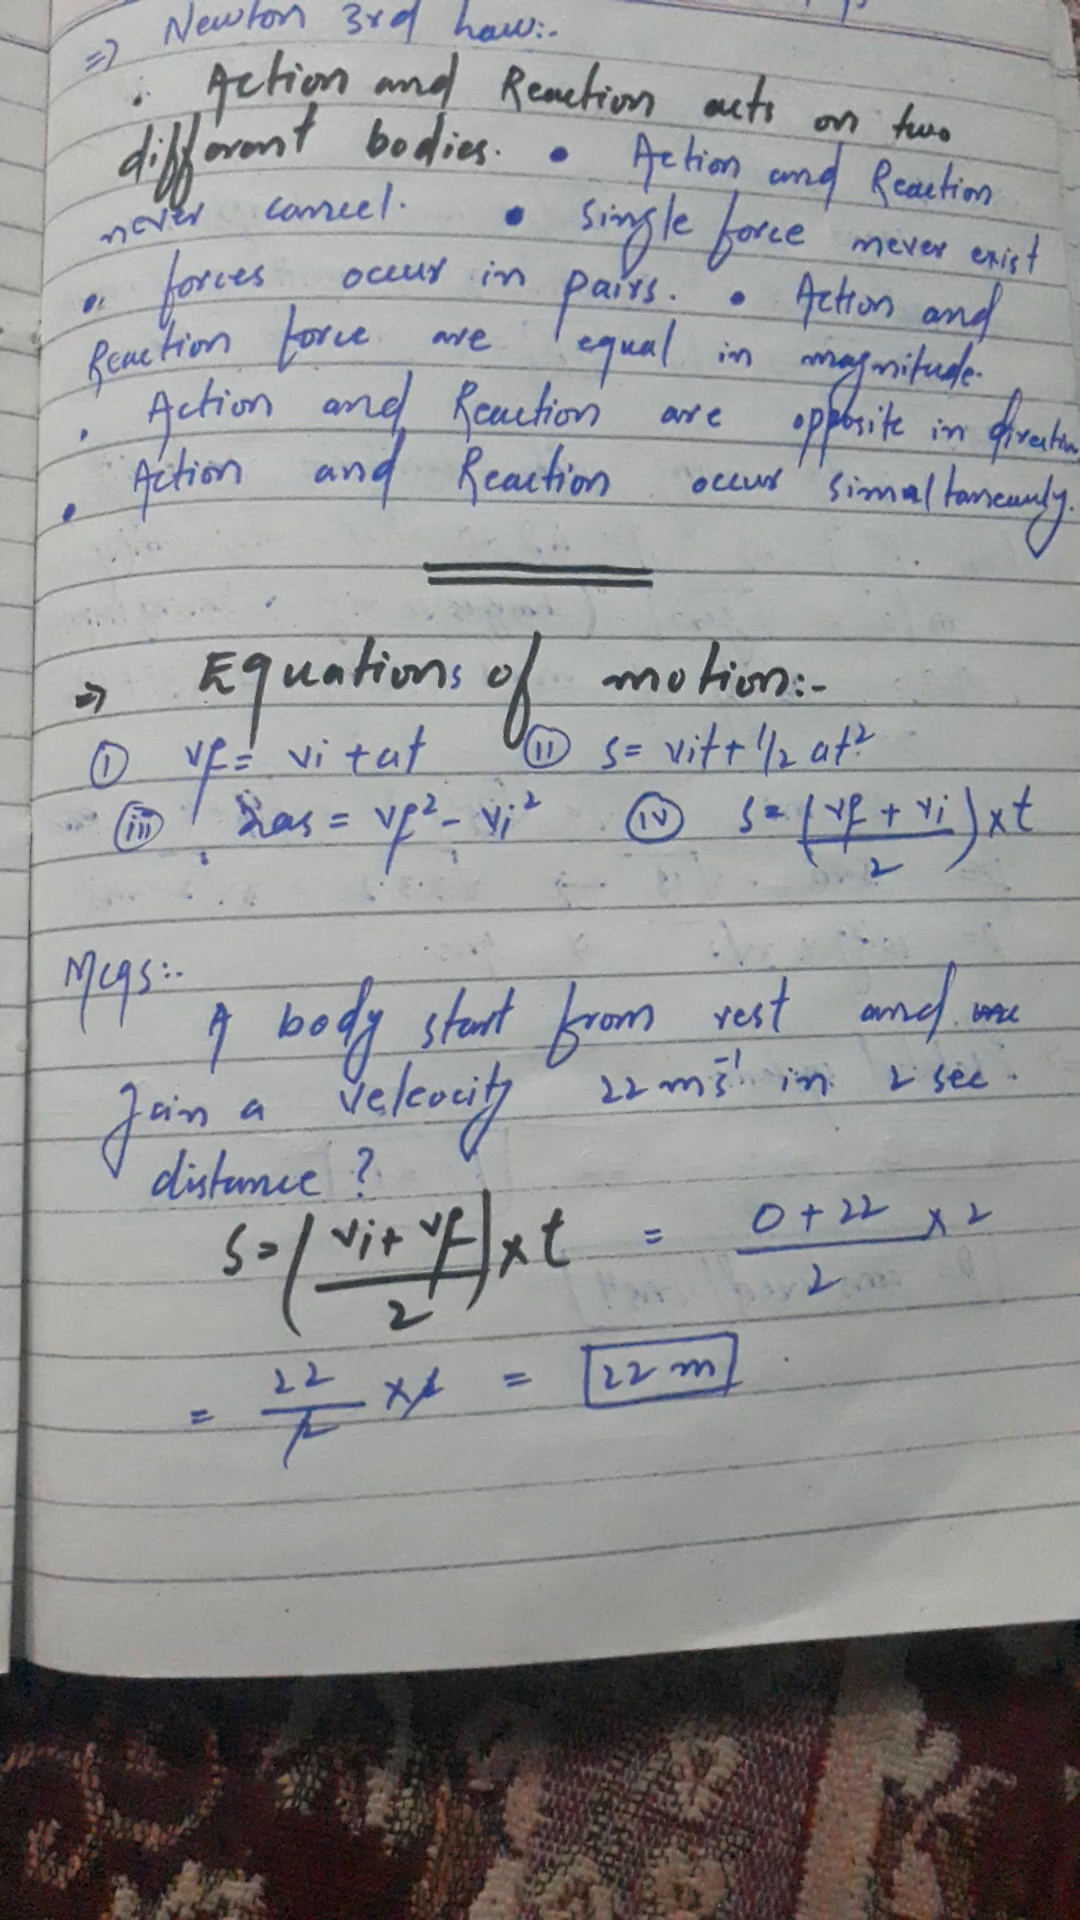 => Newton 3rd Law:-
• Action and Reaction acts on two
different bodies. • Action and Reaction
never cancel. • Single force never exist
• forces occur in pairs. • Action and
Reaction force are equal in magnitude.
• Action and Reaction are opposite in direction
• Action and Reaction occur simaltaneously.
=> Equations of motion:-
(i) vf = vi + at (ii) s = vit + 1/2 at²
(iii) 2as = vf² - vi² (iv) s = (vf + vi / 2) x t
Mcqs:-
A body start from rest and
gain a veleocity 22 ms⁻¹ in 2 sec.
distance ?
S = (vi + vf / 2) x t = 0 + 22 / 2 x 2
= 22 / 2 x 2 = 22 m